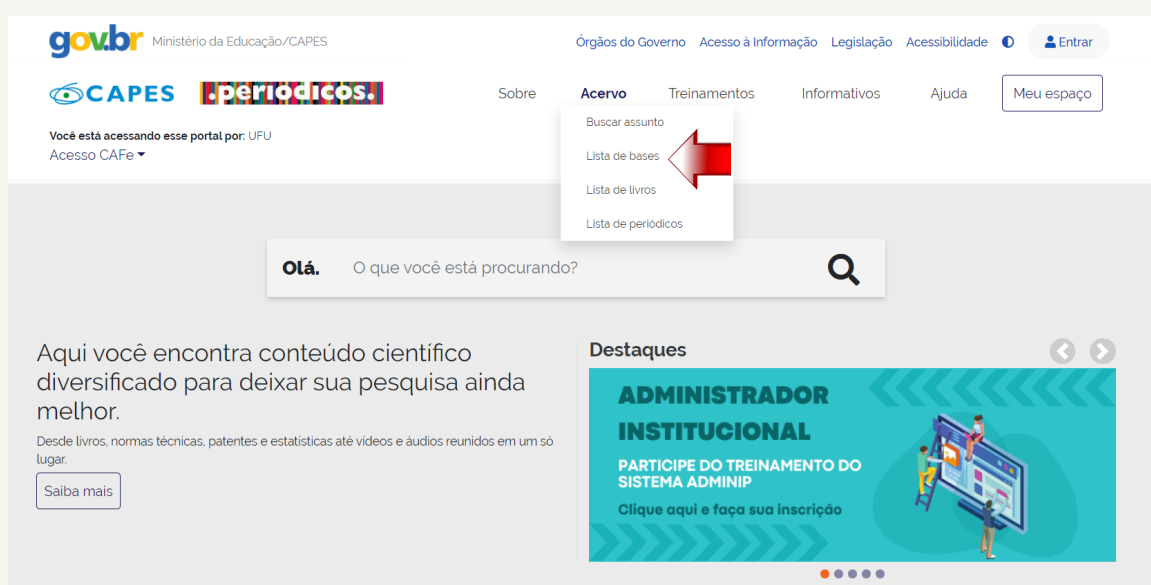 gov.br Ministério da Educação/CAPES
Órgãos do Governo Acesso à Informação Legislação Acessibilidade Entrar
CAPES .periodicos.
Sobre Acervo Treinamentos Informativos Ajuda Meu espaço
Buscar assunto
Lista de bases
Lista de livros
Lista de periódicos
Você está acessando esse portal por: UFU
Acesso CAFe
Olá. O que você está procurando?
Aqui você encontra conteúdo científico
diversificado para deixar sua pesquisa ainda
melhor.
Desde livros, normas técnicas, patentes e estatísticas até vídeos e áudios reunidos em um só
lugar.
Saiba mais
Destaques
ADMINISTRADOR
INSTITUCIONAL
PARTICIPE DO TREINAMENTO DO
SISTEMA ADMINIP
Clique aqui e faça sua inscrição